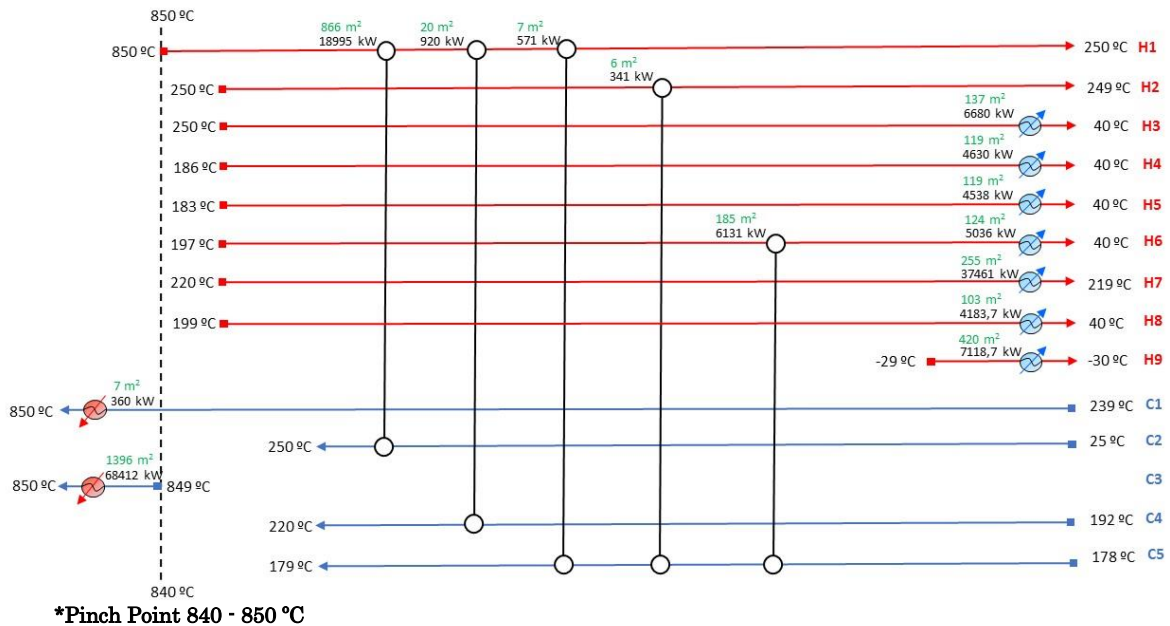 850 ºC
866 m² 20 m² 7 m²
18995 kW 920 kW 571 kW
850 ºC 250 ºC H1
6 m²
341 kW
250 ºC 249 ºC H2
137 m²
6680 kW
250 ºC 40 ºC H3
119 m²
4630 kW
186 ºC 40 ºC H4
119 m²
4538 kW
183 ºC 40 ºC H5
185 m² 124 m²
6131 kW 5036 kW
197 ºC 40 ºC H6
255 m²
37461 kW
220 ºC 219 ºC H7
103 m²
4183,7 kW
199 ºC 40 ºC H8
420 m²
7118,7 kW
-29 ºC -30 ºC H9
7 m²
360 kW
850 ºC 239 ºC C1
250 ºC 25 ºC C2
1396 m²
68412 kW
850 ºC 849 ºC C3
220 ºC 192 ºC C4
179 ºC 178 ºC C5
840 ºC
*Pinch Point 840 - 850 ºC